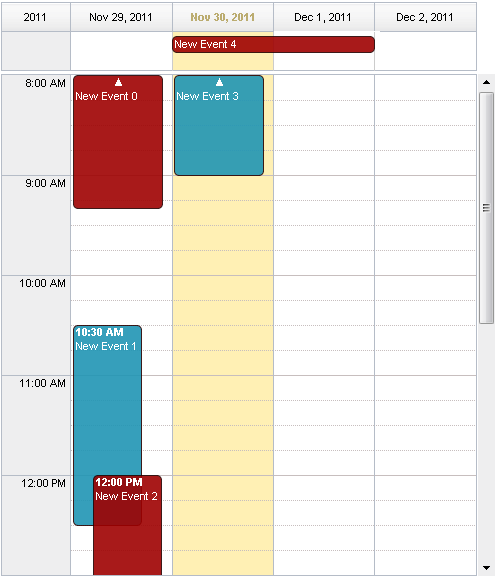 2011 Nov 29, 2011 Nov 30, 2011 Dec 1, 2011 Dec 2, 2011
New Event 4
8:00 AM
New Event 0 New Event 3
9:00 AM
10:00 AM
10:30 AM
New Event 1
11:00 AM
12:00 PM 12:00 PM
New Event 2